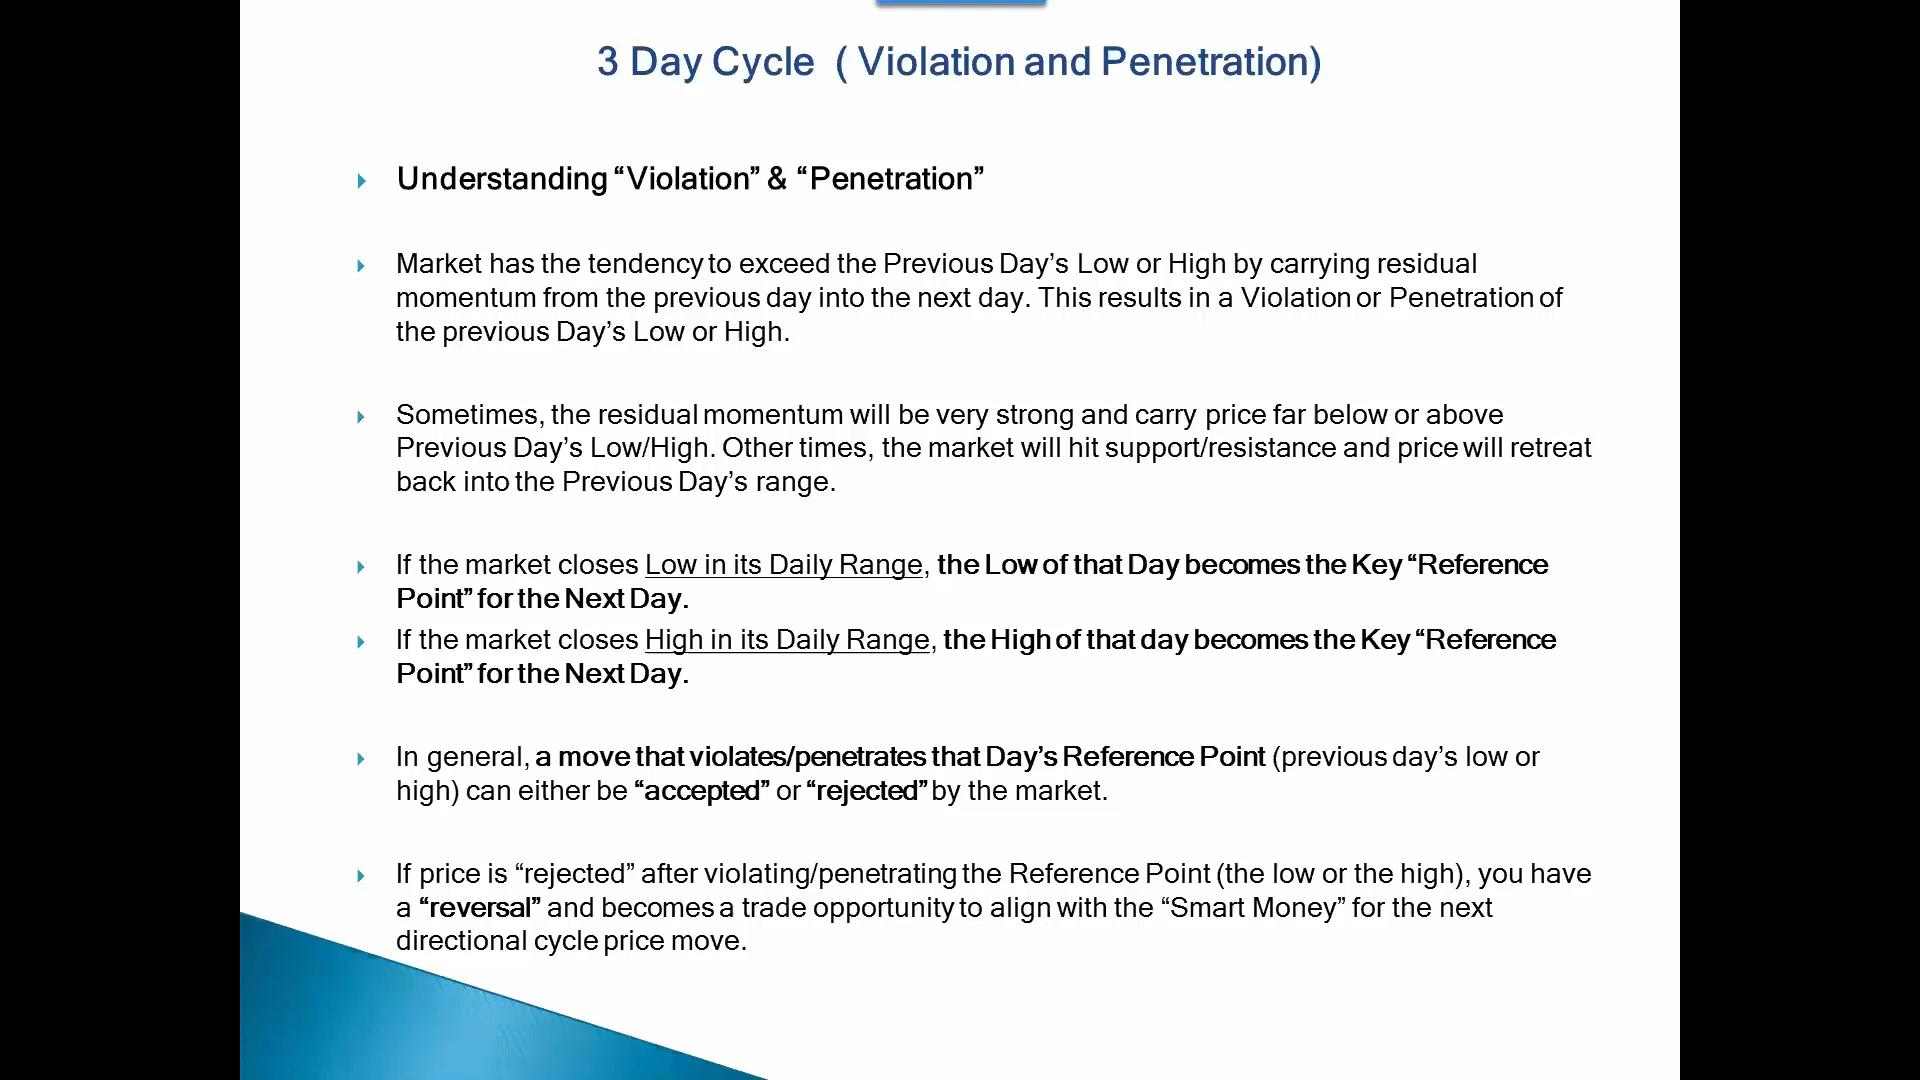 3 Day Cycle ( Violation and Penetration)
Understanding “Violation” & “Penetration”
Market has the tendency to exceed the Previous Day’s Low or High by carrying residual
momentum from the previous day into the next day. This results in a Violation or Penetration of
the previous Day’s Low or High.
Sometimes, the residual momentum will be very strong and carry price far below or above
Previous Day’s Low/High. Other times, the market will hit support/resistance and price will retreat
back into the Previous Day’s range.
If the market closes Low in its Daily Range, the Low of that Day becomes the Key “Reference
Point” for the Next Day.
If the market closes High in its Daily Range, the High of that day becomes the Key “Reference
Point” for the Next Day.
In general, a move that violates/penetrates that Day’s Reference Point (previous day’s low or
high) can either be “accepted” or “rejected” by the market.
If price is “rejected” after violating/penetrating the Reference Point (the low or the high), you have
a “reversal” and becomes a trade opportunity to align with the “Smart Money” for the next
directional cycle price move.